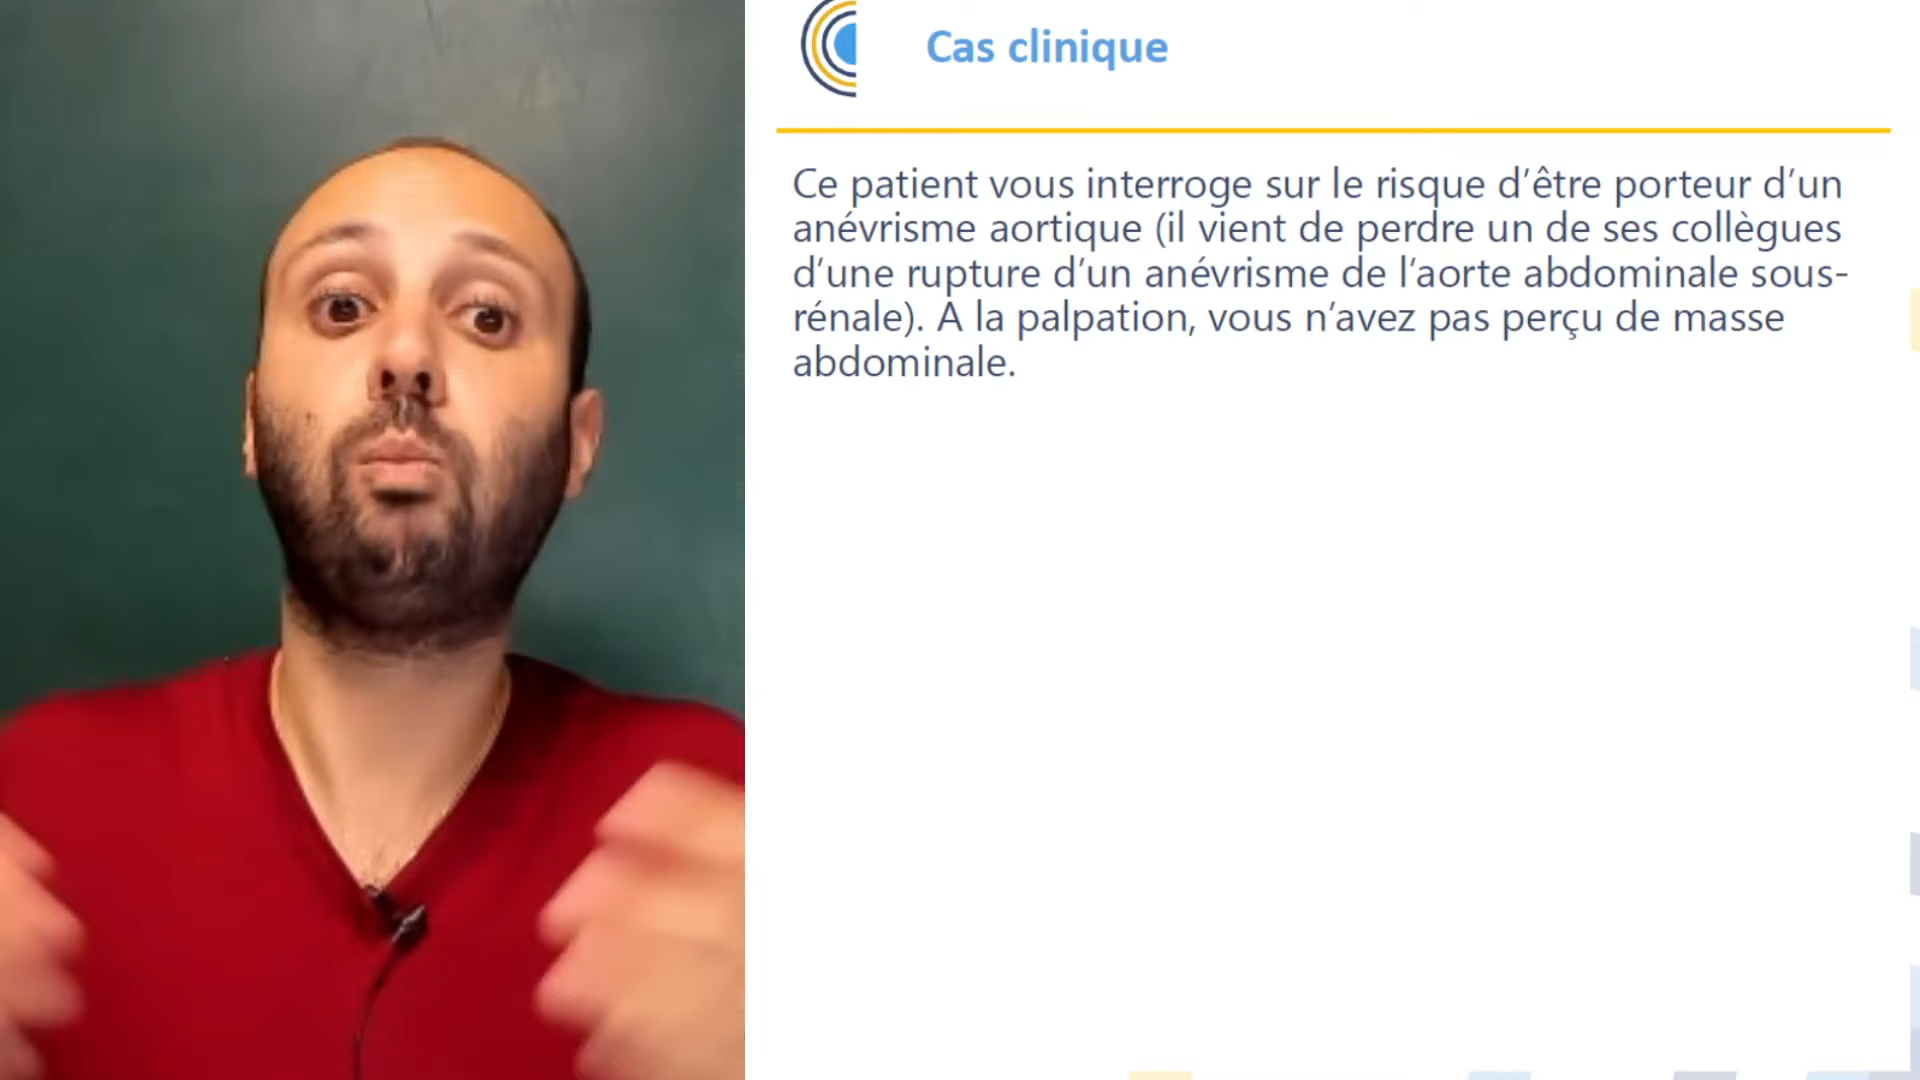 Cas clinique
Ce patient vous interroge sur le risque d’être porteur d’un
anévrisme aortique (il vient de perdre un de ses collègues
d’une rupture d’un anévrisme de l’aorte abdominale sous-
rénale). A la palpation, vous n’avez pas perçu de masse
abdominale.